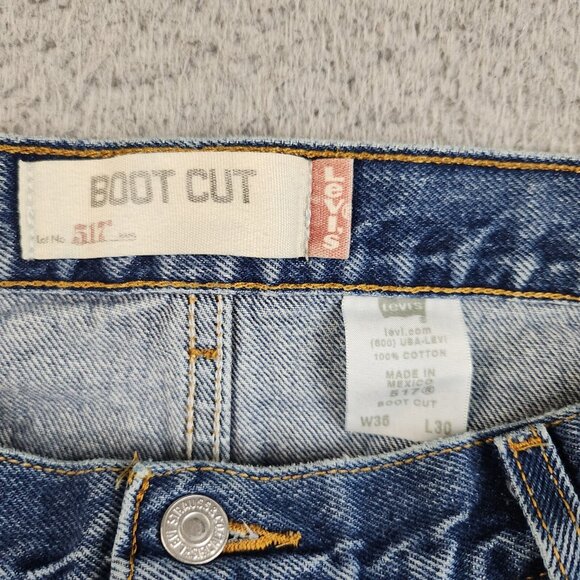 BOOT CUT
Lot No. 517
Levi's
Levi's
levi.com
(800) USA-LEVI
100% COTTON
MADE IN
MEXICO
517®
BOOT CUT
W36 L30